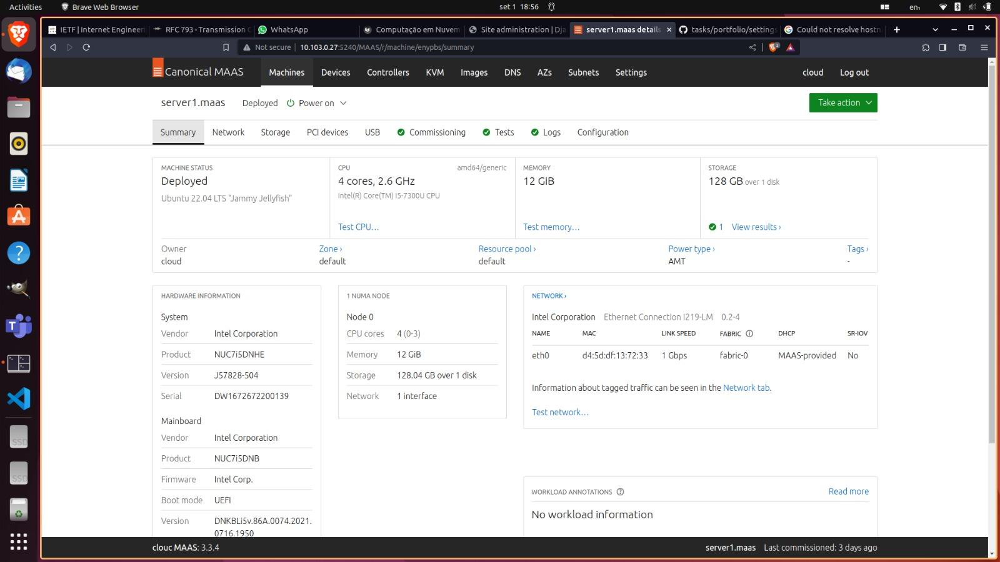 Activities Brave Web Browser set 1 18:56 en₁
IETF | Internet Engineeri RFC 793 - Transmission C WhatsApp Computação em Nuvem Site administration | Dja server1.maas details tasks/portfolio/settings Could not resolve hostn
Not secure 10.103.0.27:5240/MAAS/r/machine/enypbs/summary
Canonical MAAS Machines Devices Controllers KVM Images DNS AZs Subnets Settings cloud Log out
server1.maas Deployed Power on Take action
Summary Network Storage PCI devices USB Commissioning Tests Logs Configuration
MACHINE STATUS CPU amd64/generic MEMORY STORAGE
Deployed 4 cores, 2.6 GHz 12 GiB 128 GB over 1 disk
Ubuntu 22.04 LTS "Jammy Jellyfish" Intel(R) Core(TM) i5-7300U CPU
Test CPU… Test memory… 1 View results ›
Owner Zone › Resource pool › Power type › Tags ›
cloud default default AMT -
HARDWARE INFORMATION
System
Vendor Intel Corporation
Product NUC7i5DNHE
Version J57828-504
Serial DW1672672200139
Mainboard
Vendor Intel Corporation
Product NUC7i5DNB
Firmware Intel Corp.
Boot mode UEFI
Version DNKBLi5v.86A.0074.2021.
0716.1950
1 NUMA NODE
Node 0
CPU cores 4 (0-3)
Memory 12 GiB
Storage 128.04 GB over 1 disk
Network 1 interface
NETWORK ›
Intel Corporation Ethernet Connection I219-LM 0.2-4
NAME MAC LINK SPEED FABRIC DHCP SR-IOV
eth0 d4:5d:df:13:72:33 1 Gbps fabric-0 MAAS-provided No
Information about tagged traffic can be seen in the Network tab.
Test network…
WORKLOAD ANNOTATIONS Read more
No workload information
SSD
SSD
clouc MAAS: 3.3.4 server1.maas Last commissioned: 3 days ago